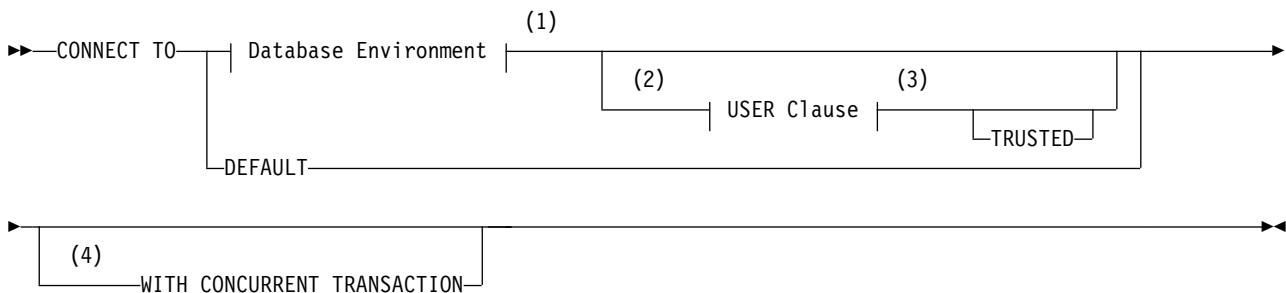 (1)
CONNECT TO Database Environment
(2) (3)
USER Clause
TRUSTED
DEFAULT
(4)
WITH CONCURRENT TRANSACTION